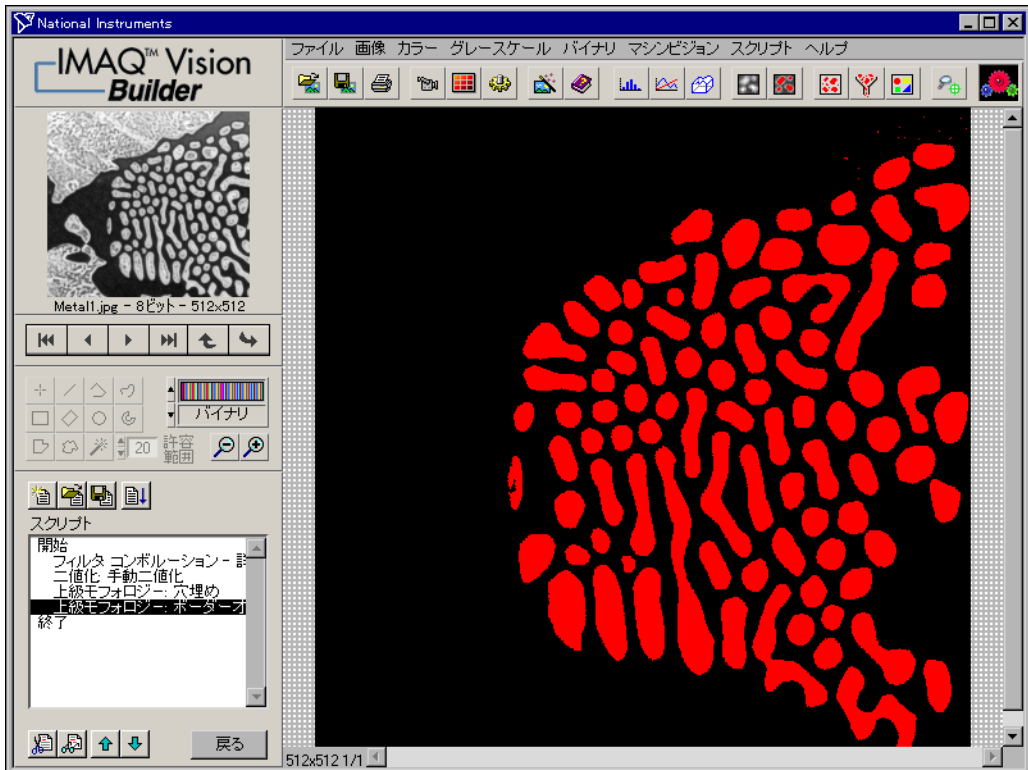 National Instruments
IMAQ™ Vision
Builder
ファイル 画像 カラー グレースケール バイナリ マシンビジョン スクリプト ヘルプ
Metal1.jpg - 8ビット - 512x512
バイナリ
20
許容
範囲
スクリプト
開始
フィルタ コンボルーション - 詳
二値化: 手動二値化
上級モフォロジー: 穴埋め
上級モフォロジー: ボーダーオ
終了
戻る
512x512 1/1